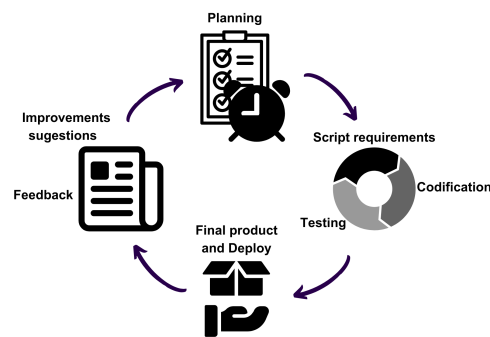 Planning
Script requirements
Codification
Testing
Final product
and Deploy
Feedback
Improvements
sugestions